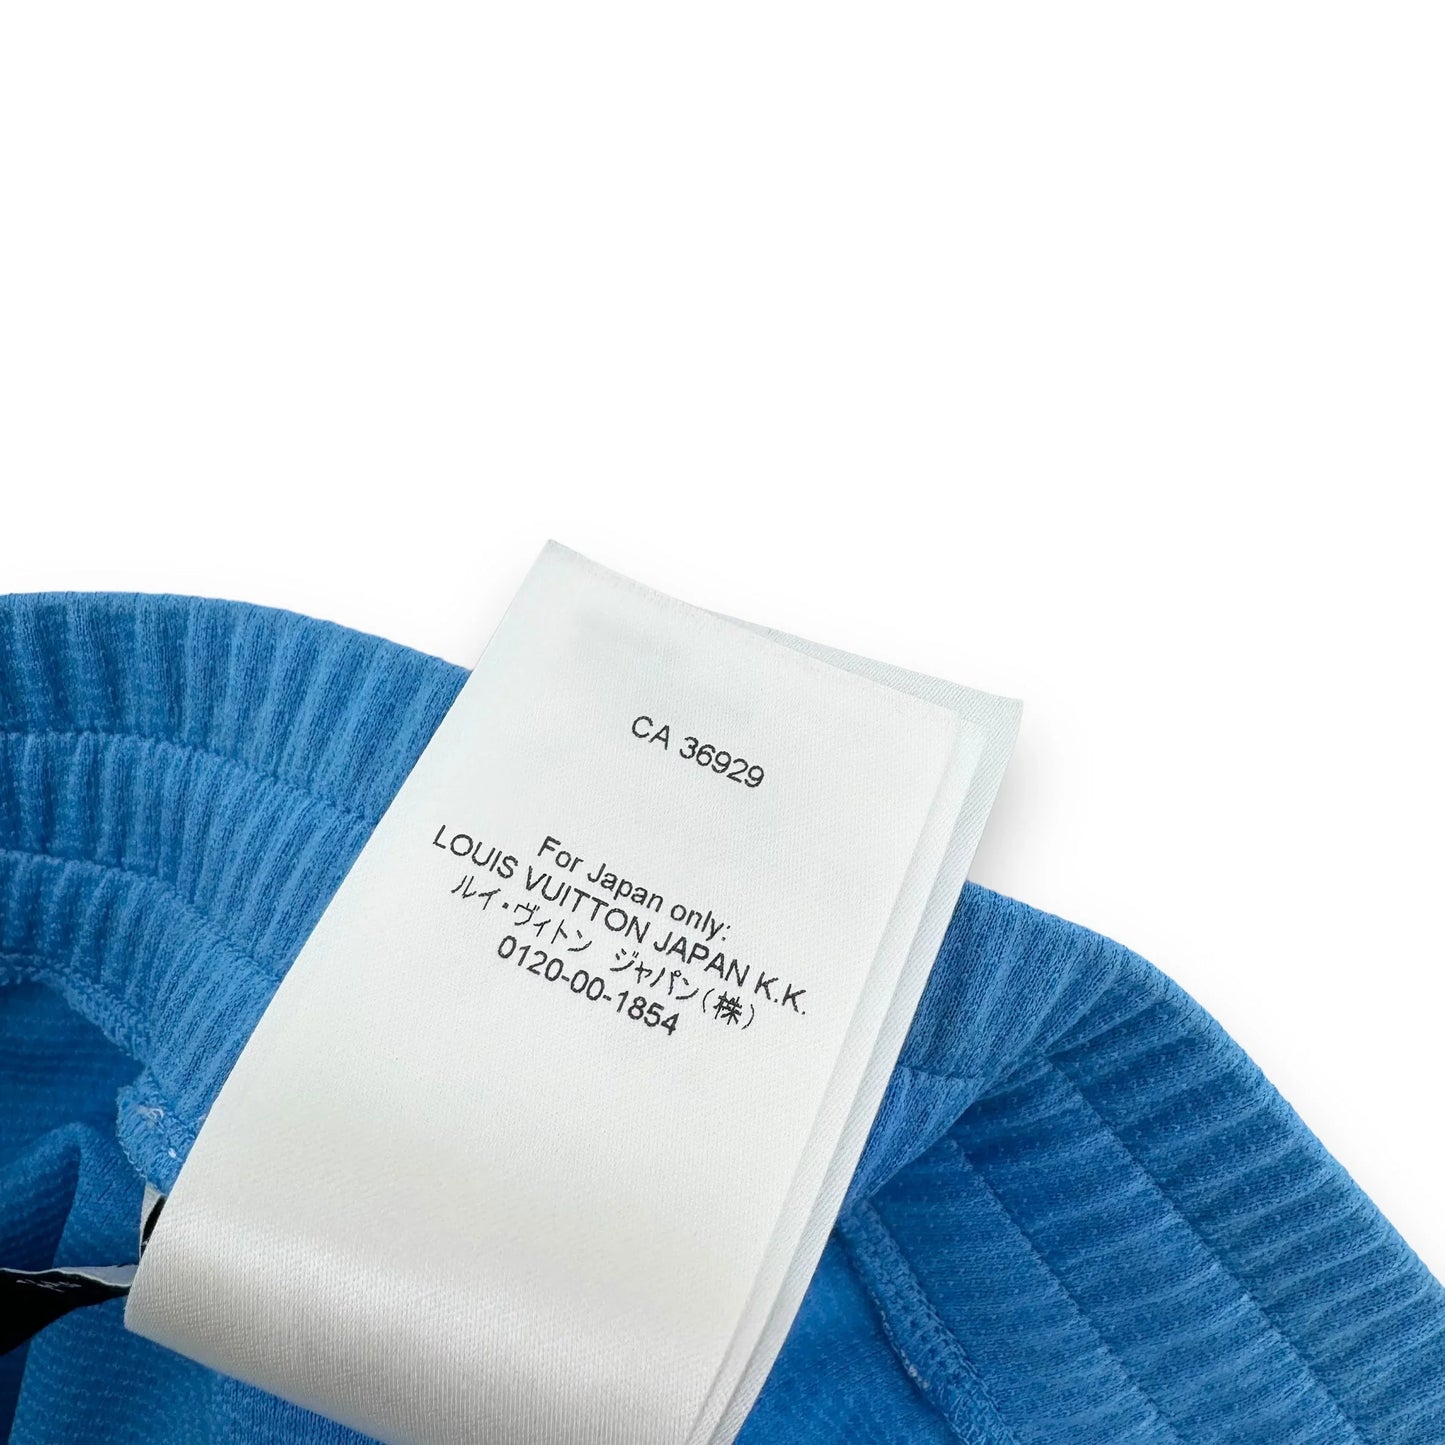 CA 36929
For Japan only:
LOUIS VUITTON JAPAN K.K.
ルイ・ヴィトン ジャパン(株)
0120-00-1854